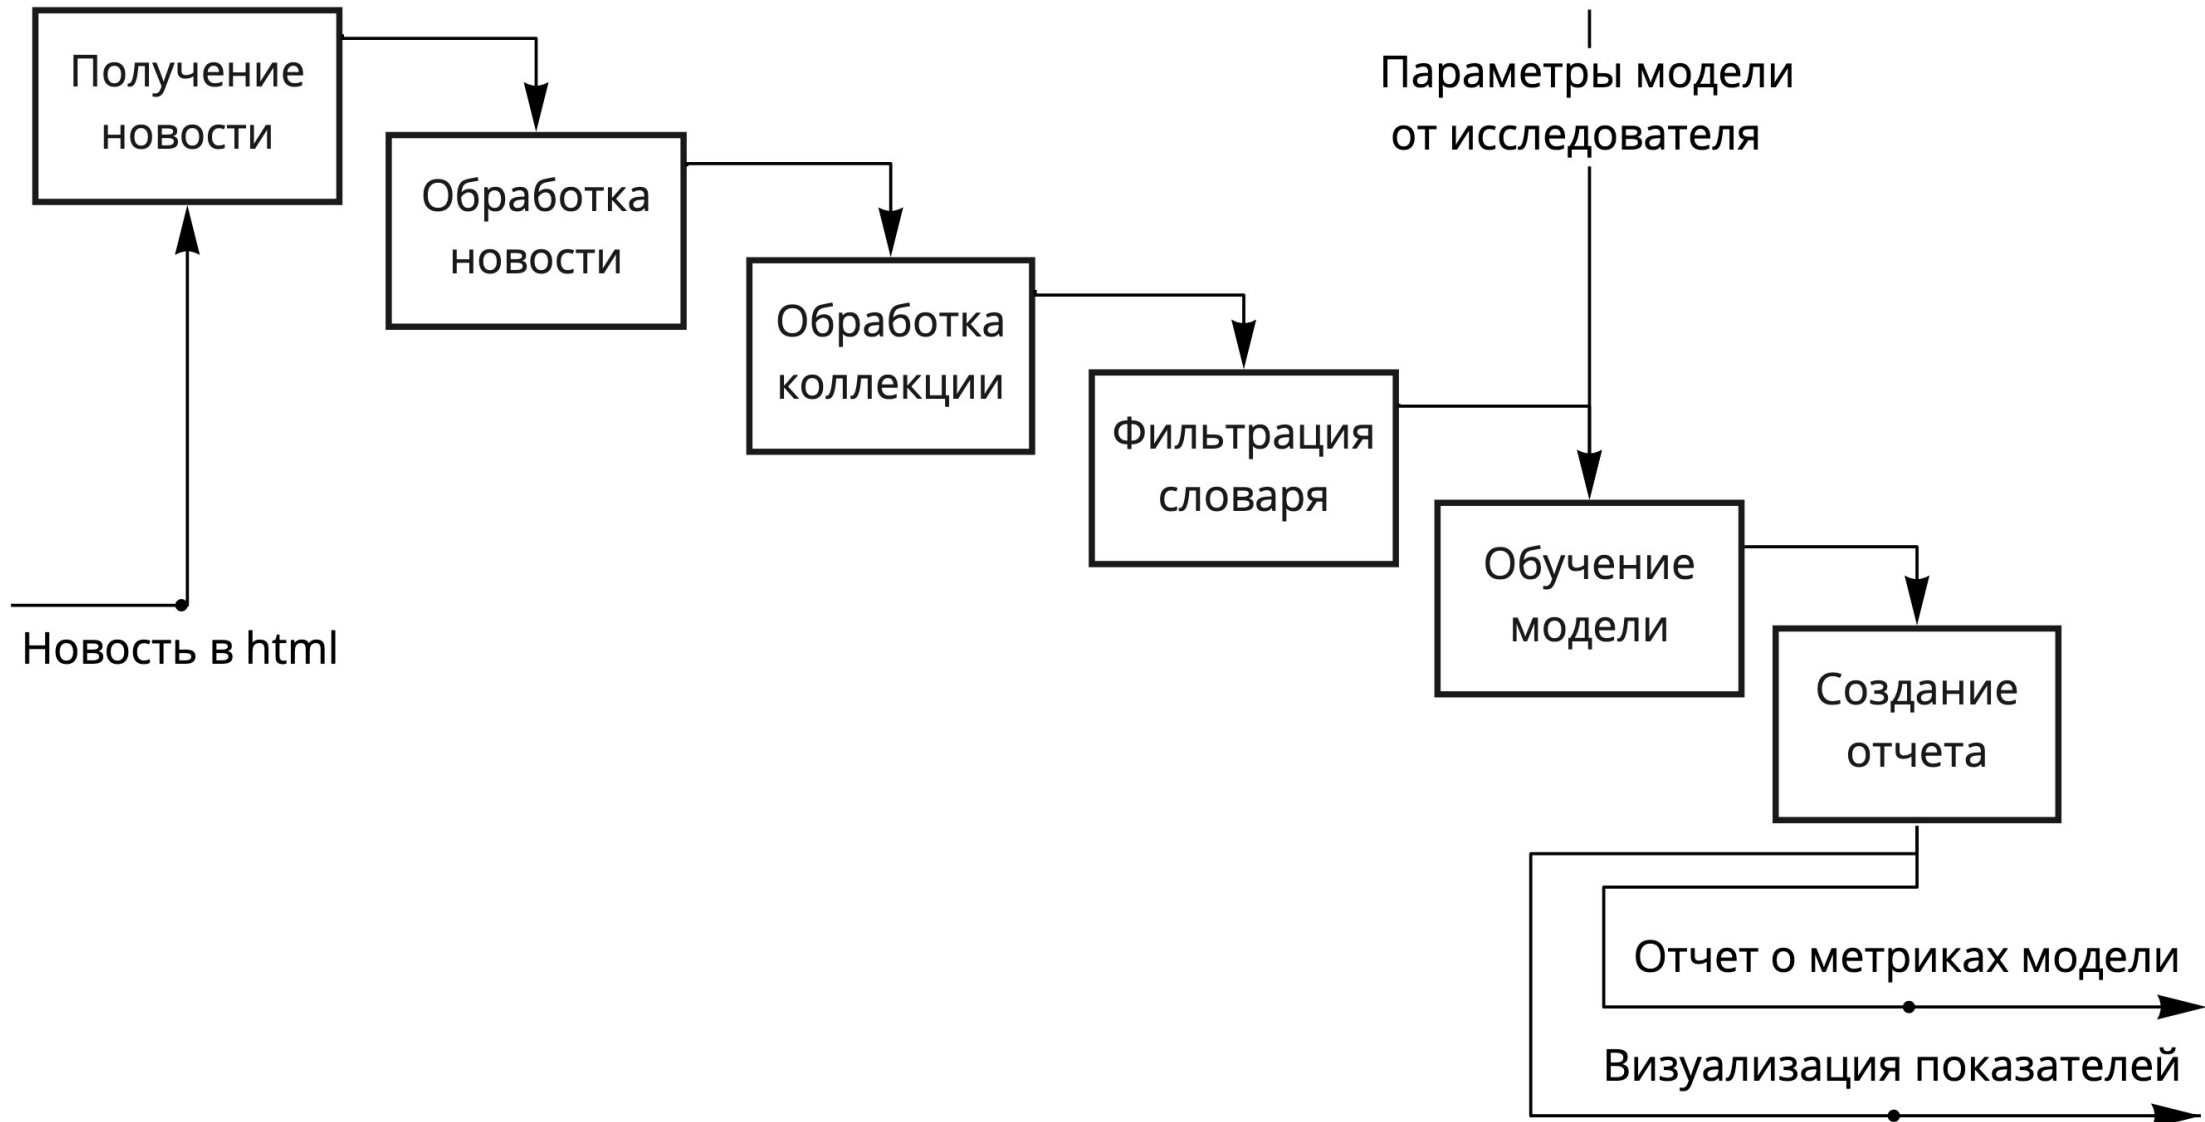 Получение
новости
Параметры модели
от исследователя
Обработка
новости
Обработка
коллекции
Фильтрация
словаря
Обучение
модели
Новость в html
Создание
отчета
Отчет о метриках модели
Визуализация показателей